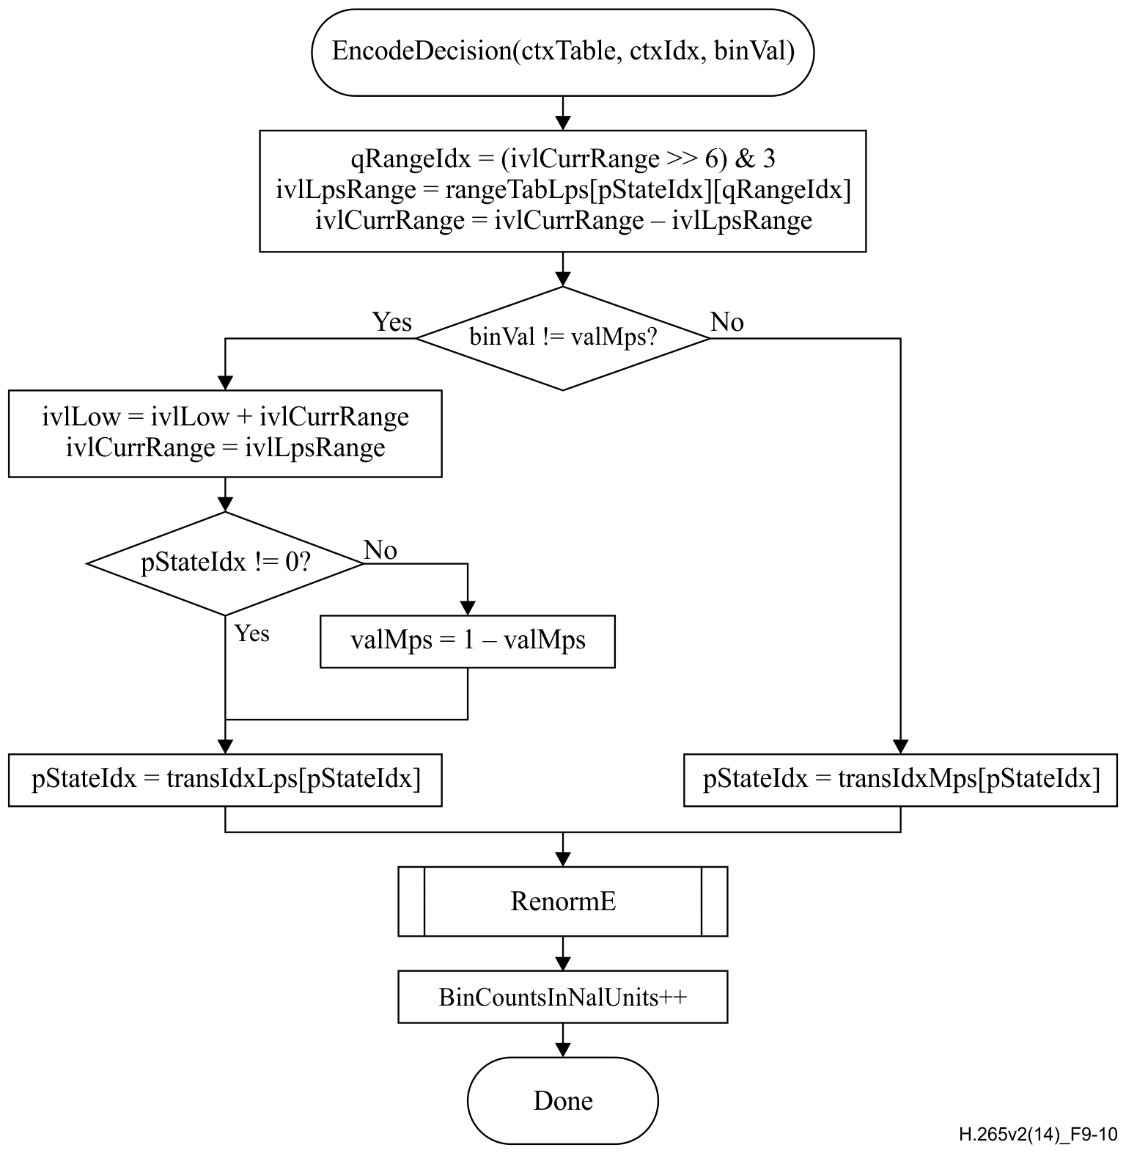 EncodeDecision(ctxTable, ctxIdx, binVal)
qRangeIdx = (ivlCurrRange >> 6) & 3
ivlLpsRange = rangeTabLps[pStateIdx][qRangeIdx]
ivlCurrRange = ivlCurrRange – ivlLpsRange
Yes
binVal != valMps?
No
ivlLow = ivlLow + ivlCurrRange
ivlCurrRange = ivlLpsRange
pStateIdx != 0?
No
Yes
valMps = 1 – valMps
pStateIdx = transIdxLps[pStateIdx]
pStateIdx = transIdxMps[pStateIdx]
RenormE
BinCountsInNalUnits++
Done
H.265v2(14)_F9-10